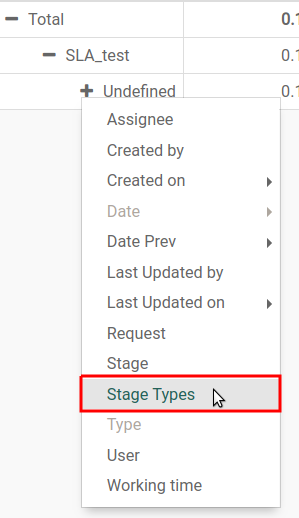 Total 0.1
SLA_test 0.1
Undefined 0.1
Assignee
Created by
Created on
Date
Date Prev
Last Updated by
Last Updated on
Request
Stage
Stage Types
Type
User
Working time